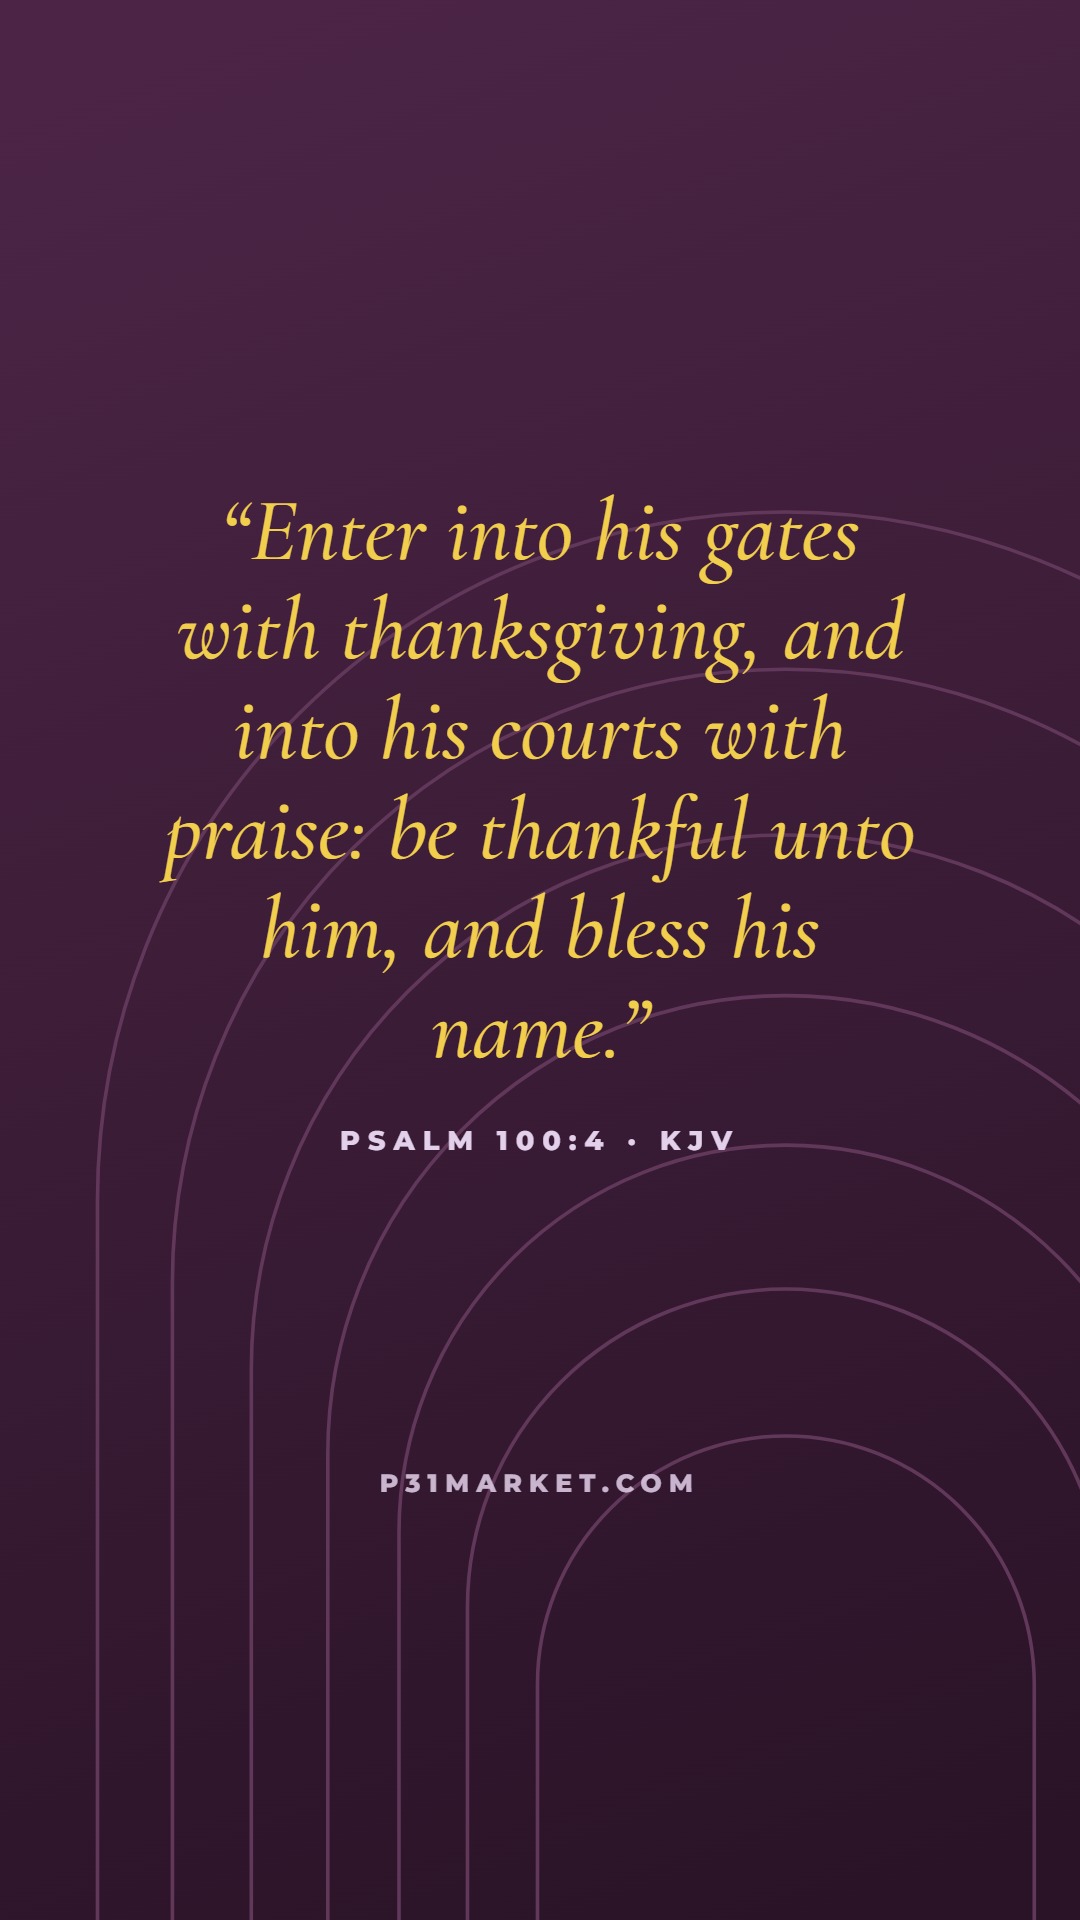 “Enter into his gates
with thanksgiving, and
into his courts with
praise: be thankful unto
him, and bless his
name.”
PSALM 100:4 · KJV
P31MARKET.COM